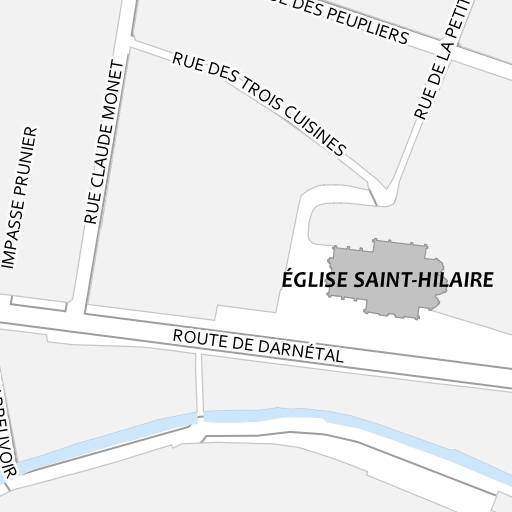 DES PEUPLIERS
RUE DE LA PETIT
RUE DES TROIS CUISINES
RUE CLAUDE MONET
IMPASSE PRUNIER
ÉGLISE SAINT-HILAIRE
ROUTE DE DARNÉTAL